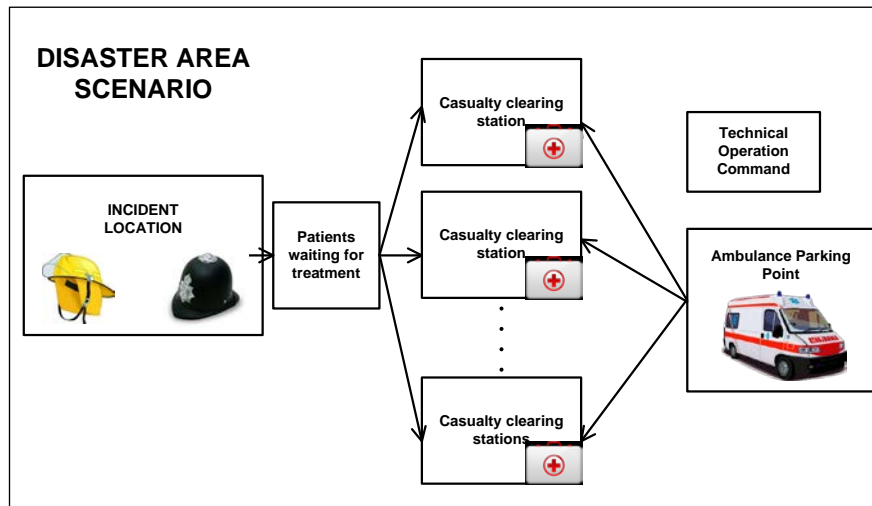 DISASTER AREA
SCENARIO
Casualty clearing
station
Technical
Operation
Command
INCIDENT
LOCATION
Patients
waiting for
treatment
Casualty clearing
station
Ambulance Parking
Point
Casualty clearing
stations